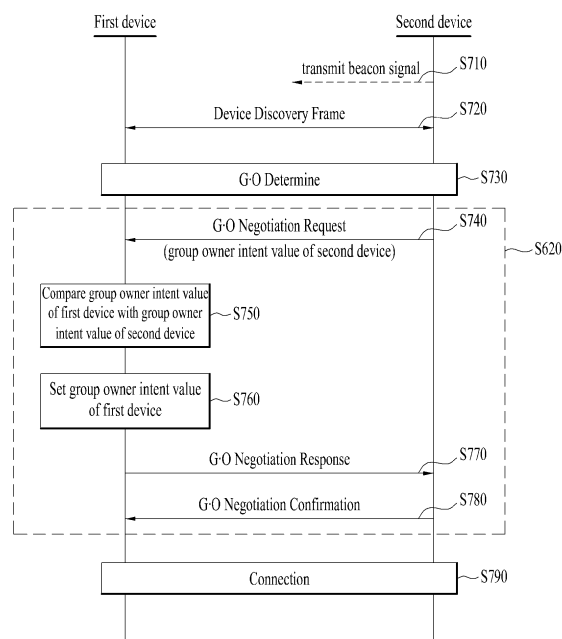 First device
Second device
transmit beacon signal
S710
Device Discovery Frame
S720
G·O Determine
S730
G·O Negotiation Request
S740
(group owner intent value of second device)
S620
Compare group owner intent value
of first device with group owner
intent value of second device
S750
Set group owner intent value
of first device
S760
G·O Negotiation Response
S770
G·O Negotiation Confirmation
S780
Connection
S790